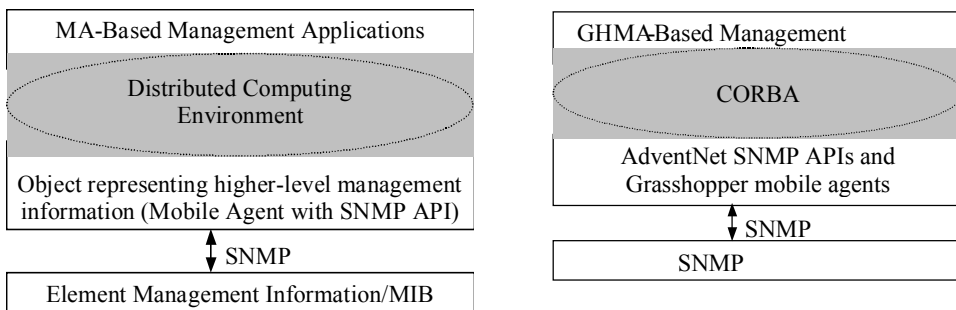 MA-Based Management Applications
Distributed Computing
Environment
Object representing higher-level management
information (Mobile Agent with SNMP API)
SNMP
Element Management Information/MIB
GHMA-Based Management
CORBA
AdventNet SNMP APIs and
Grasshopper mobile agents
SNMP
SNMP